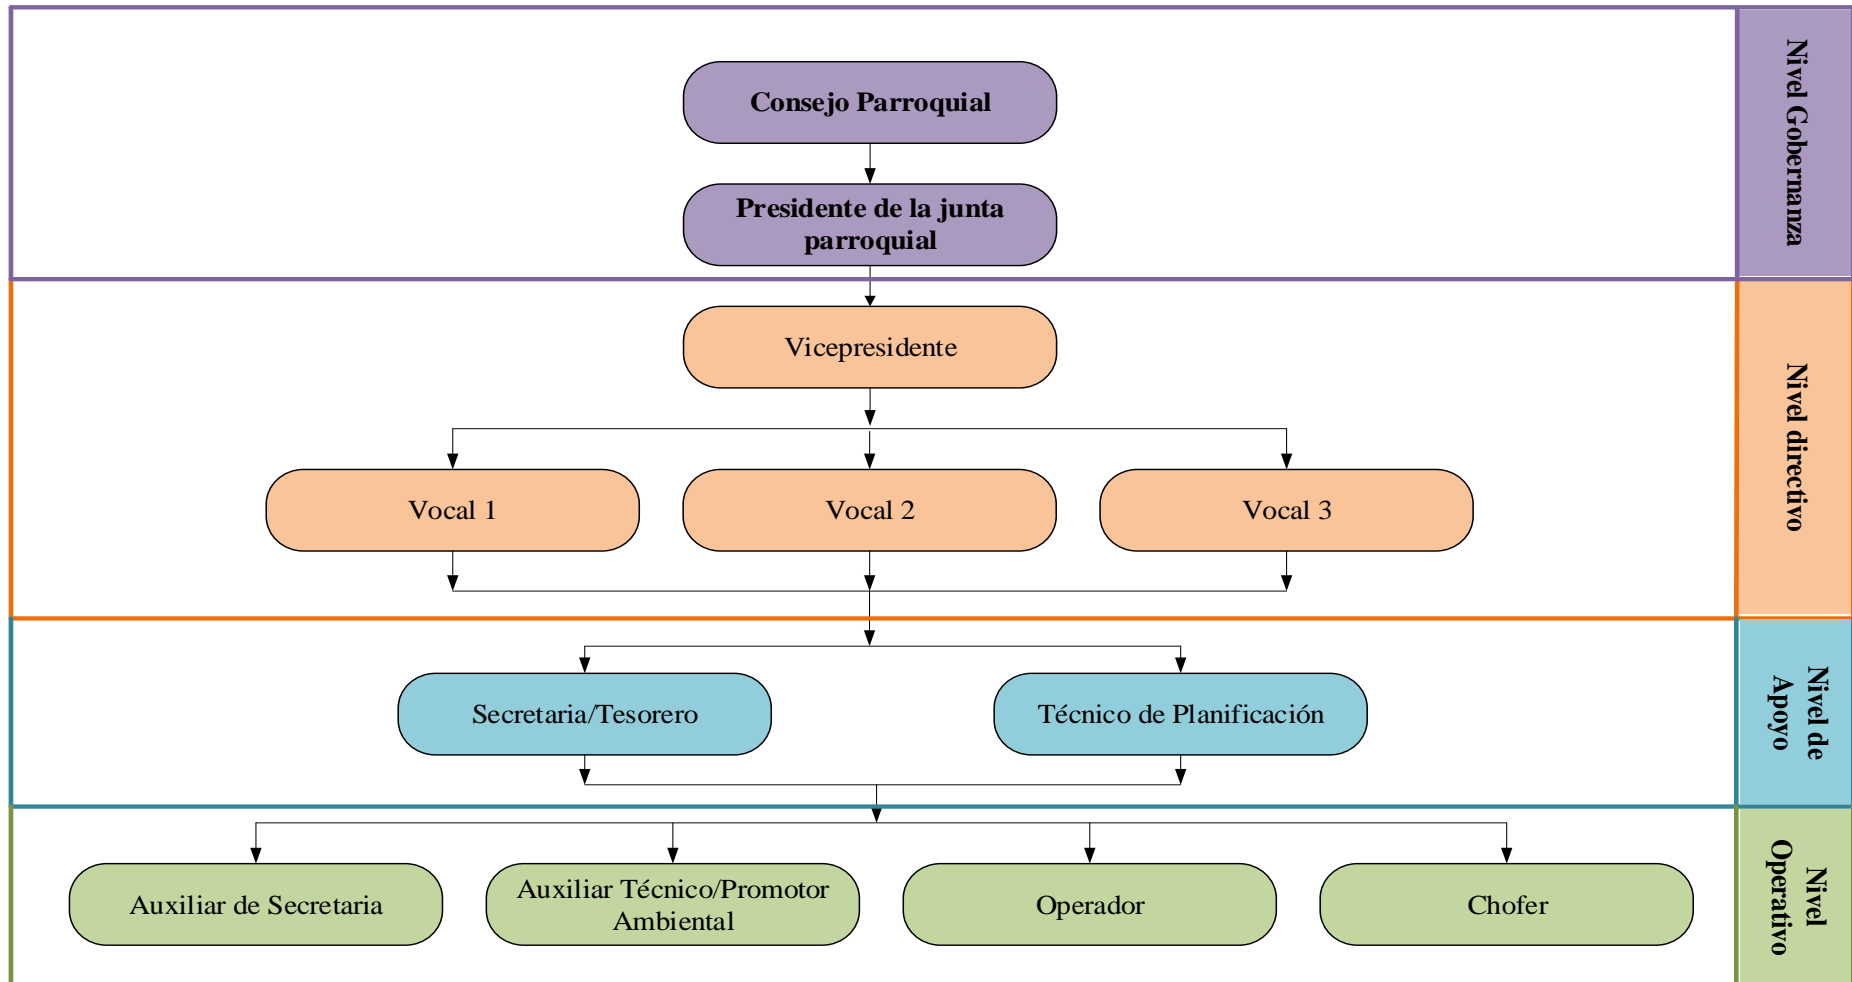 Consejo Parroquial
Presidente de la junta
parroquial
Nivel Gobernanza
Vicepresidente
Vocal 1
Vocal 2
Vocal 3
Nivel directivo
Secretaria/Tesorero
Técnico de Planificación
Nivel de
Apoyo
Auxiliar de Secretaria
Auxiliar Técnico/Promotor
Ambiental
Operador
Chofer
Nivel
Operativo